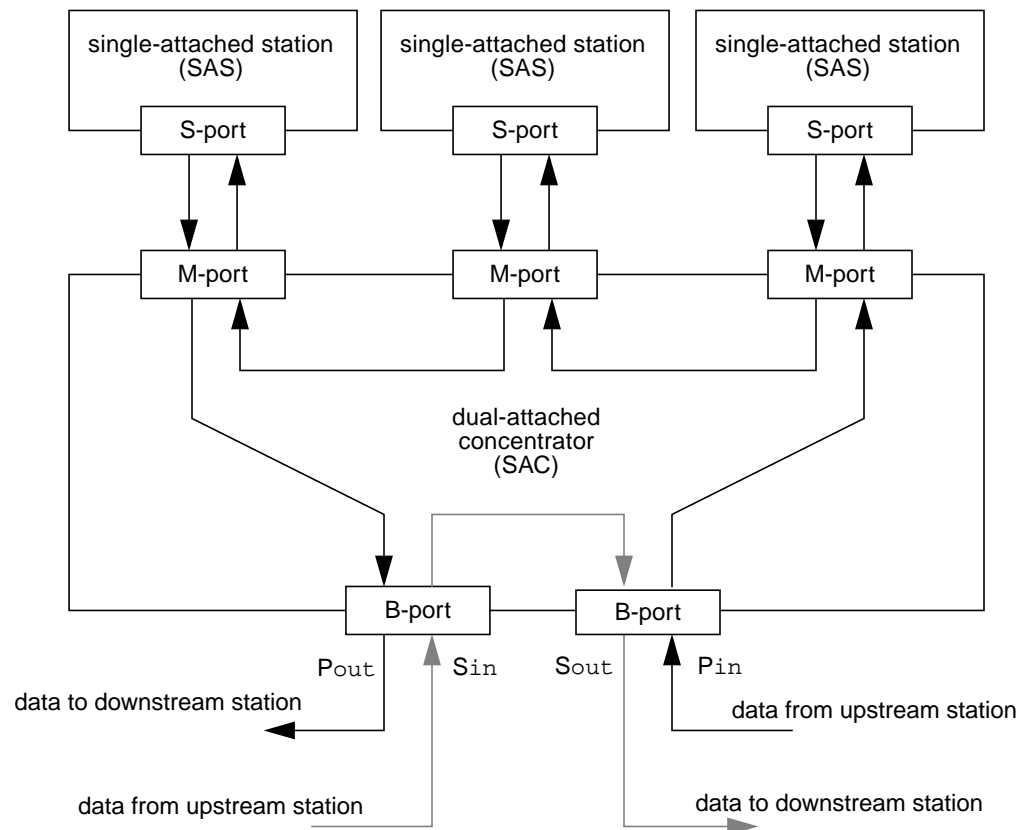 single-attached station
(SAS)
single-attached station
(SAS)
single-attached station
(SAS)
S-port
S-port
S-port
M-port
M-port
M-port
dual-attached
concentrator
(SAC)
B-port
B-port
Pout
Sin
Sout
Pin
data to downstream station
data from upstream station
data from upstream station
data to downstream station